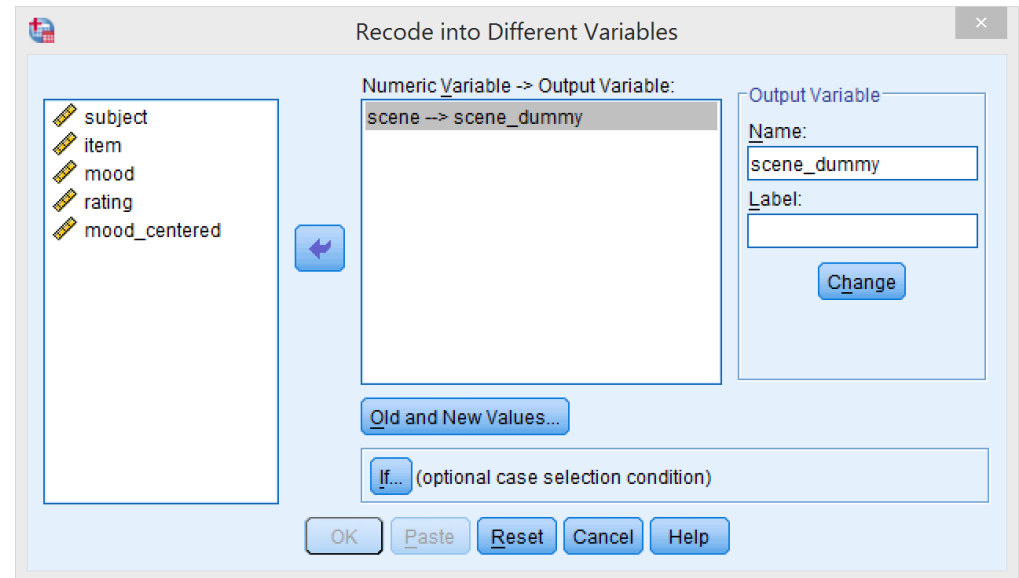 Recode into Different Variables
subject
item
mood
rating
mood_centered
Numeric Variable -> Output Variable:
scene --> scene_dummy
Output Variable
Name:
scene_dummy
Label:
Change
Old and New Values...
If... (optional case selection condition)
OK Paste Reset Cancel Help